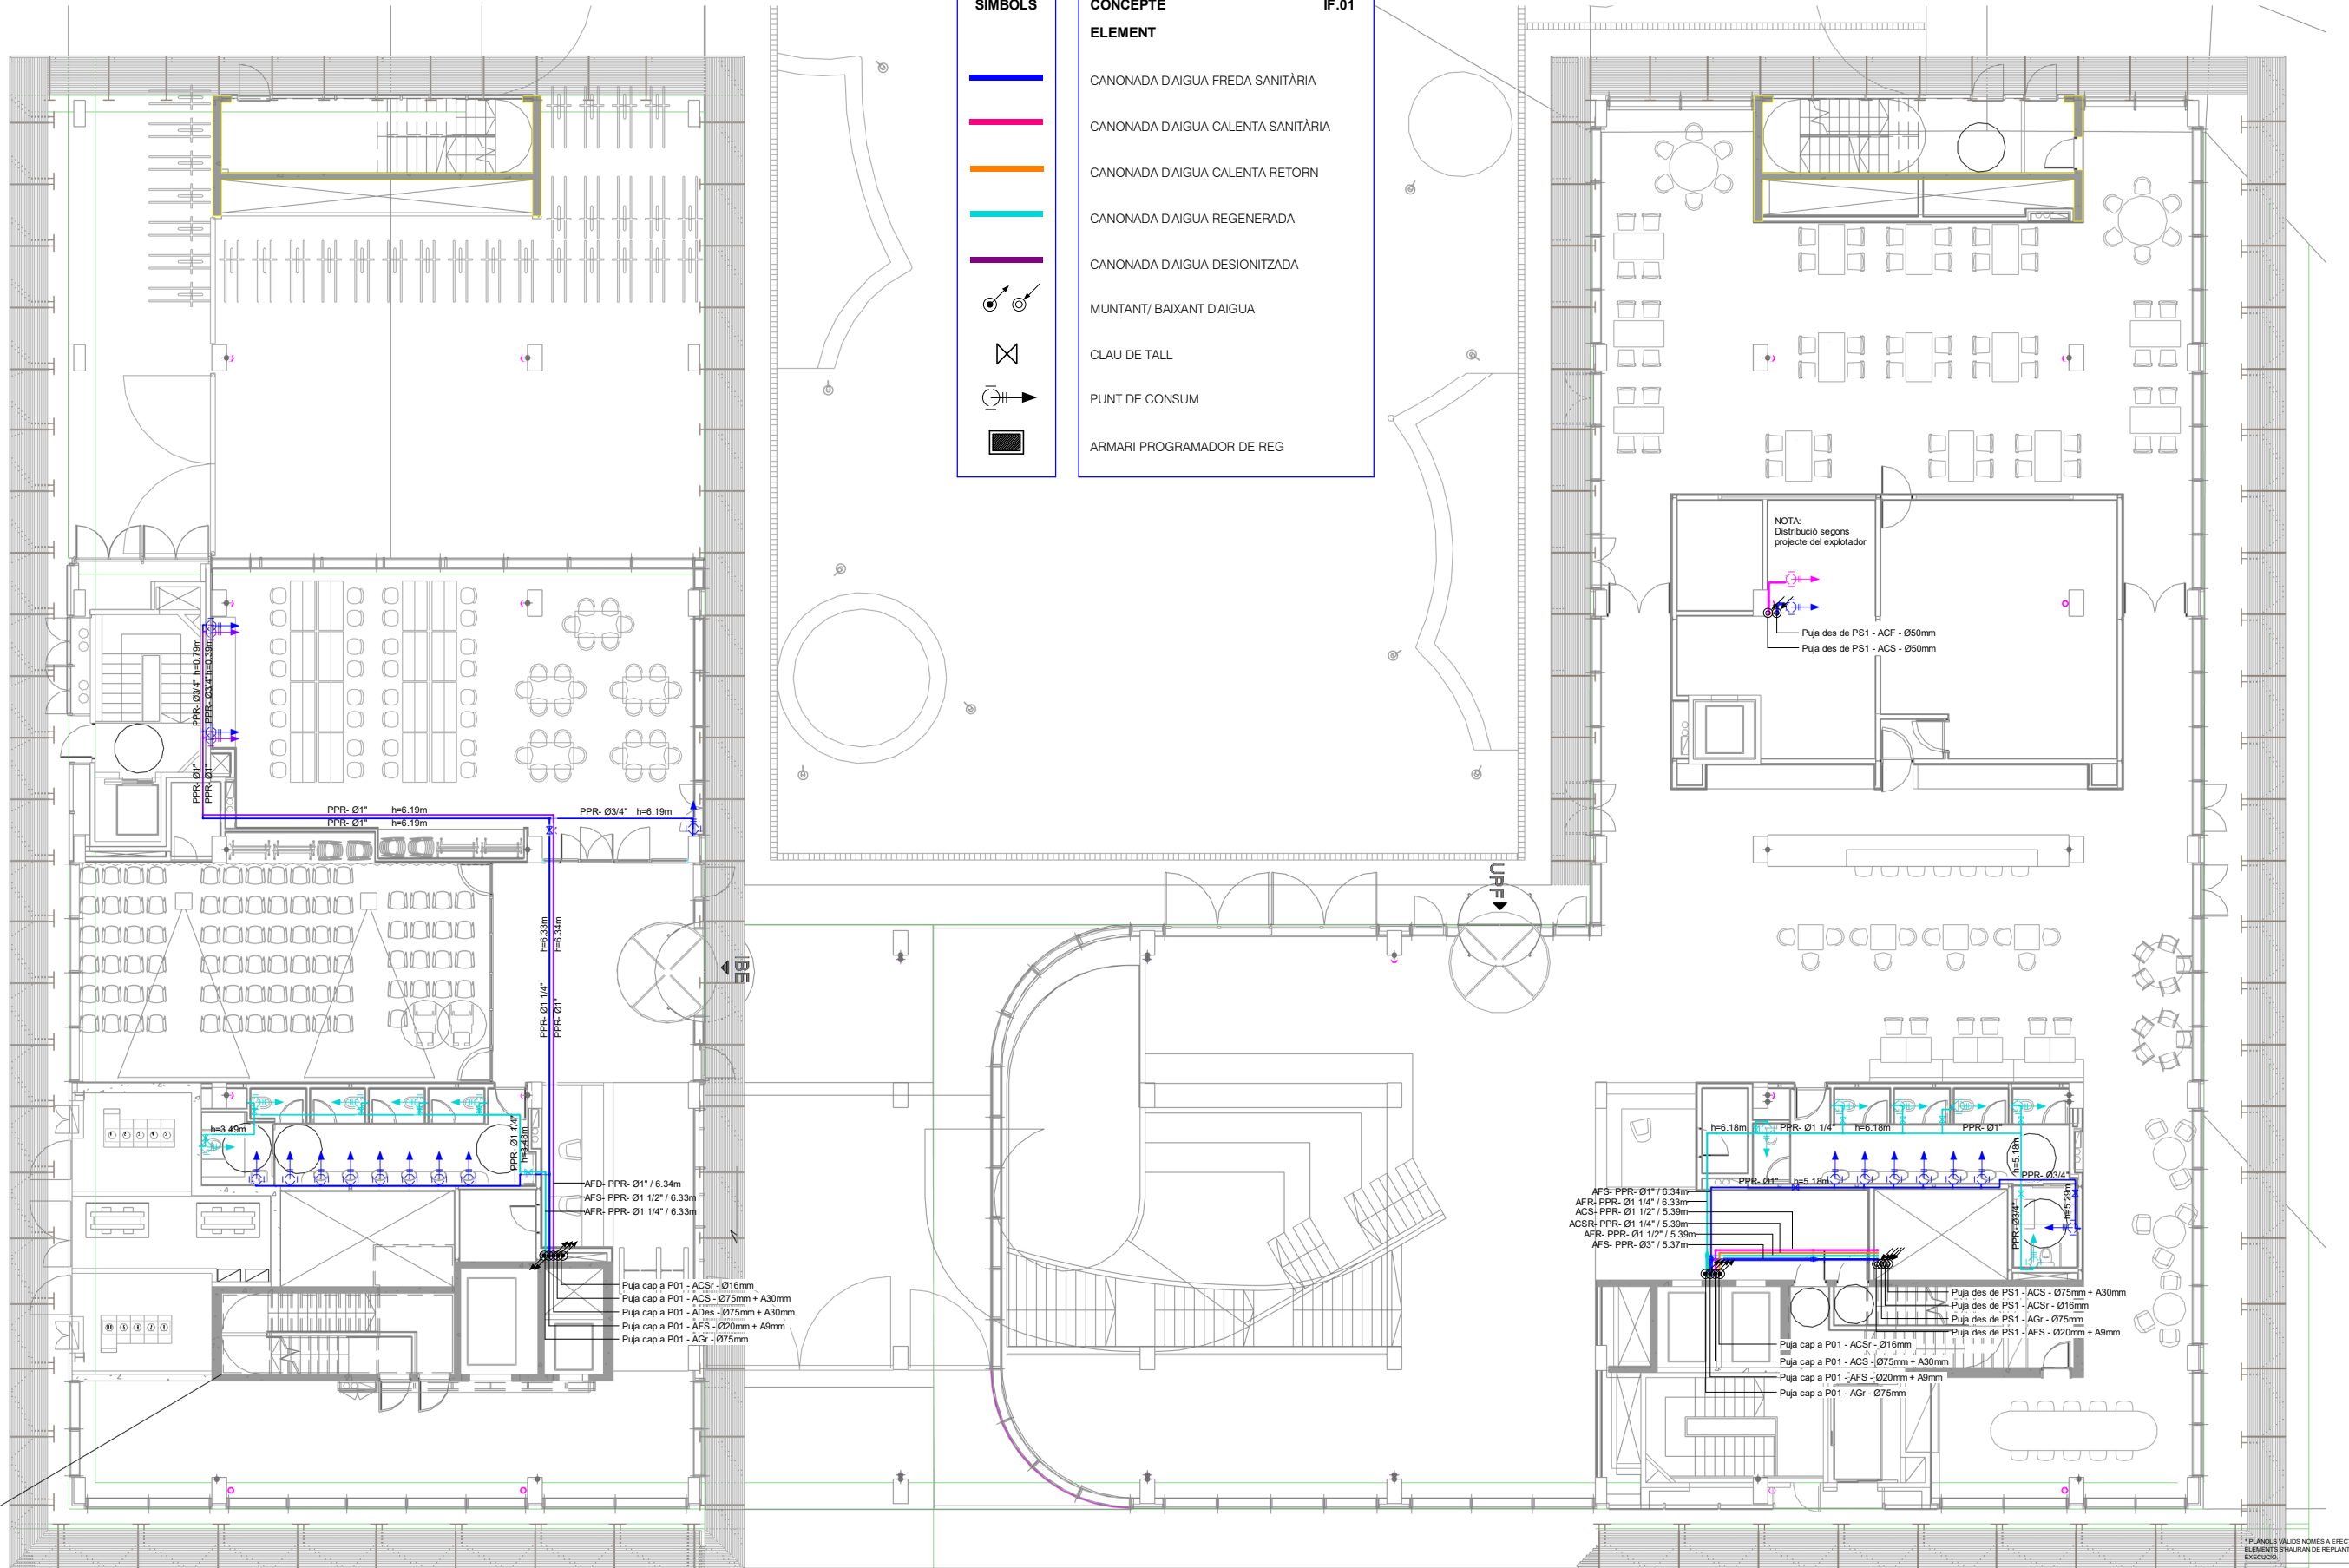 SÍMBOLS
CONCEPTE IF.01
ELEMENT
CANONADA D'AIGUA FREDA SANITÀRIA
CANONADA D'AIGUA CALENTA SANITÀRIA
CANONADA D'AIGUA CALENTA RETORN
CANONADA D'AIGUA REGENERADA
CANONADA D'AIGUA DESIONITZADA
MUNTANT/ BAIXANT D'AIGUA
CLAU DE TALL
PUNT DE CONSUM
ARMARI PROGRAMADOR DE REG
NOTA:
Distribució segons
projecte del explotador
Puja des de PS1 - ACF - Ø50mm
Puja des de PS1 - ACS - Ø50mm
PPR- Ø3/4" h=0.79m
PPR- Ø3/4" h=0.39m
PPR- Ø1"
PPR- Ø1"
PPR- Ø1" h=6.19m
PPR- Ø1" h=6.19m
PPR- Ø3/4" h=6.19m
PPR- Ø1 1/4" h=6.33m
PPR- Ø1" h=6.34m
UPF
IBE
h=3.49m
PPR- Ø1 1/4"
h=3.48m
AFD- PPR- Ø1" / 6.34m
AFS- PPR- Ø1 1/2" / 6.33m
AFR- PPR- Ø1 1/4" / 6.33m
Puja cap a P01 - ACSr - Ø16mm
Puja cap a P01 - ACS - Ø75mm + A30mm
Puja cap a P01 - ADes - Ø75mm + A30mm
Puja cap a P01 - AFS - Ø20mm + A9mm
Puja cap a P01 - AGr - Ø75mm
h=6.18m PPR- Ø1 1/4" h=6.18m PPR- Ø1"
h=5.18m
PPR- Ø3/4"
PPR- Ø1" h=5.18m
h=5.29m
PPR- Ø3/4"
AFS- PPR- Ø1" / 6.34m
AFR- PPR- Ø1 1/4" / 6.33m
ACS- PPR- Ø1 1/2" / 5.39m
ACSR- PPR- Ø1 1/4" / 5.39m
AFR- PPR- Ø1 1/2" / 5.39m
AFS- PPR- Ø3" / 5.37m
Puja des de PS1 - ACS - Ø75mm + A30mm
Puja des de PS1 - ACSr - Ø16mm
Puja des de PS1 - AGr - Ø75mm
Puja des de PS1 - AFS - Ø20mm + A9mm
Puja cap a P01 - ACSr - Ø16mm
Puja cap a P01 - ACS - Ø75mm + A30mm
Puja cap a P01 - AFS - Ø20mm + A9mm
Puja cap a P01 - AGr - Ø75mm
* PLÀNOLS VÀLIDS NOMÉS A EFEC
ELEMENTS S'HAURAN DE REPLANT
EXECUCIÓ.